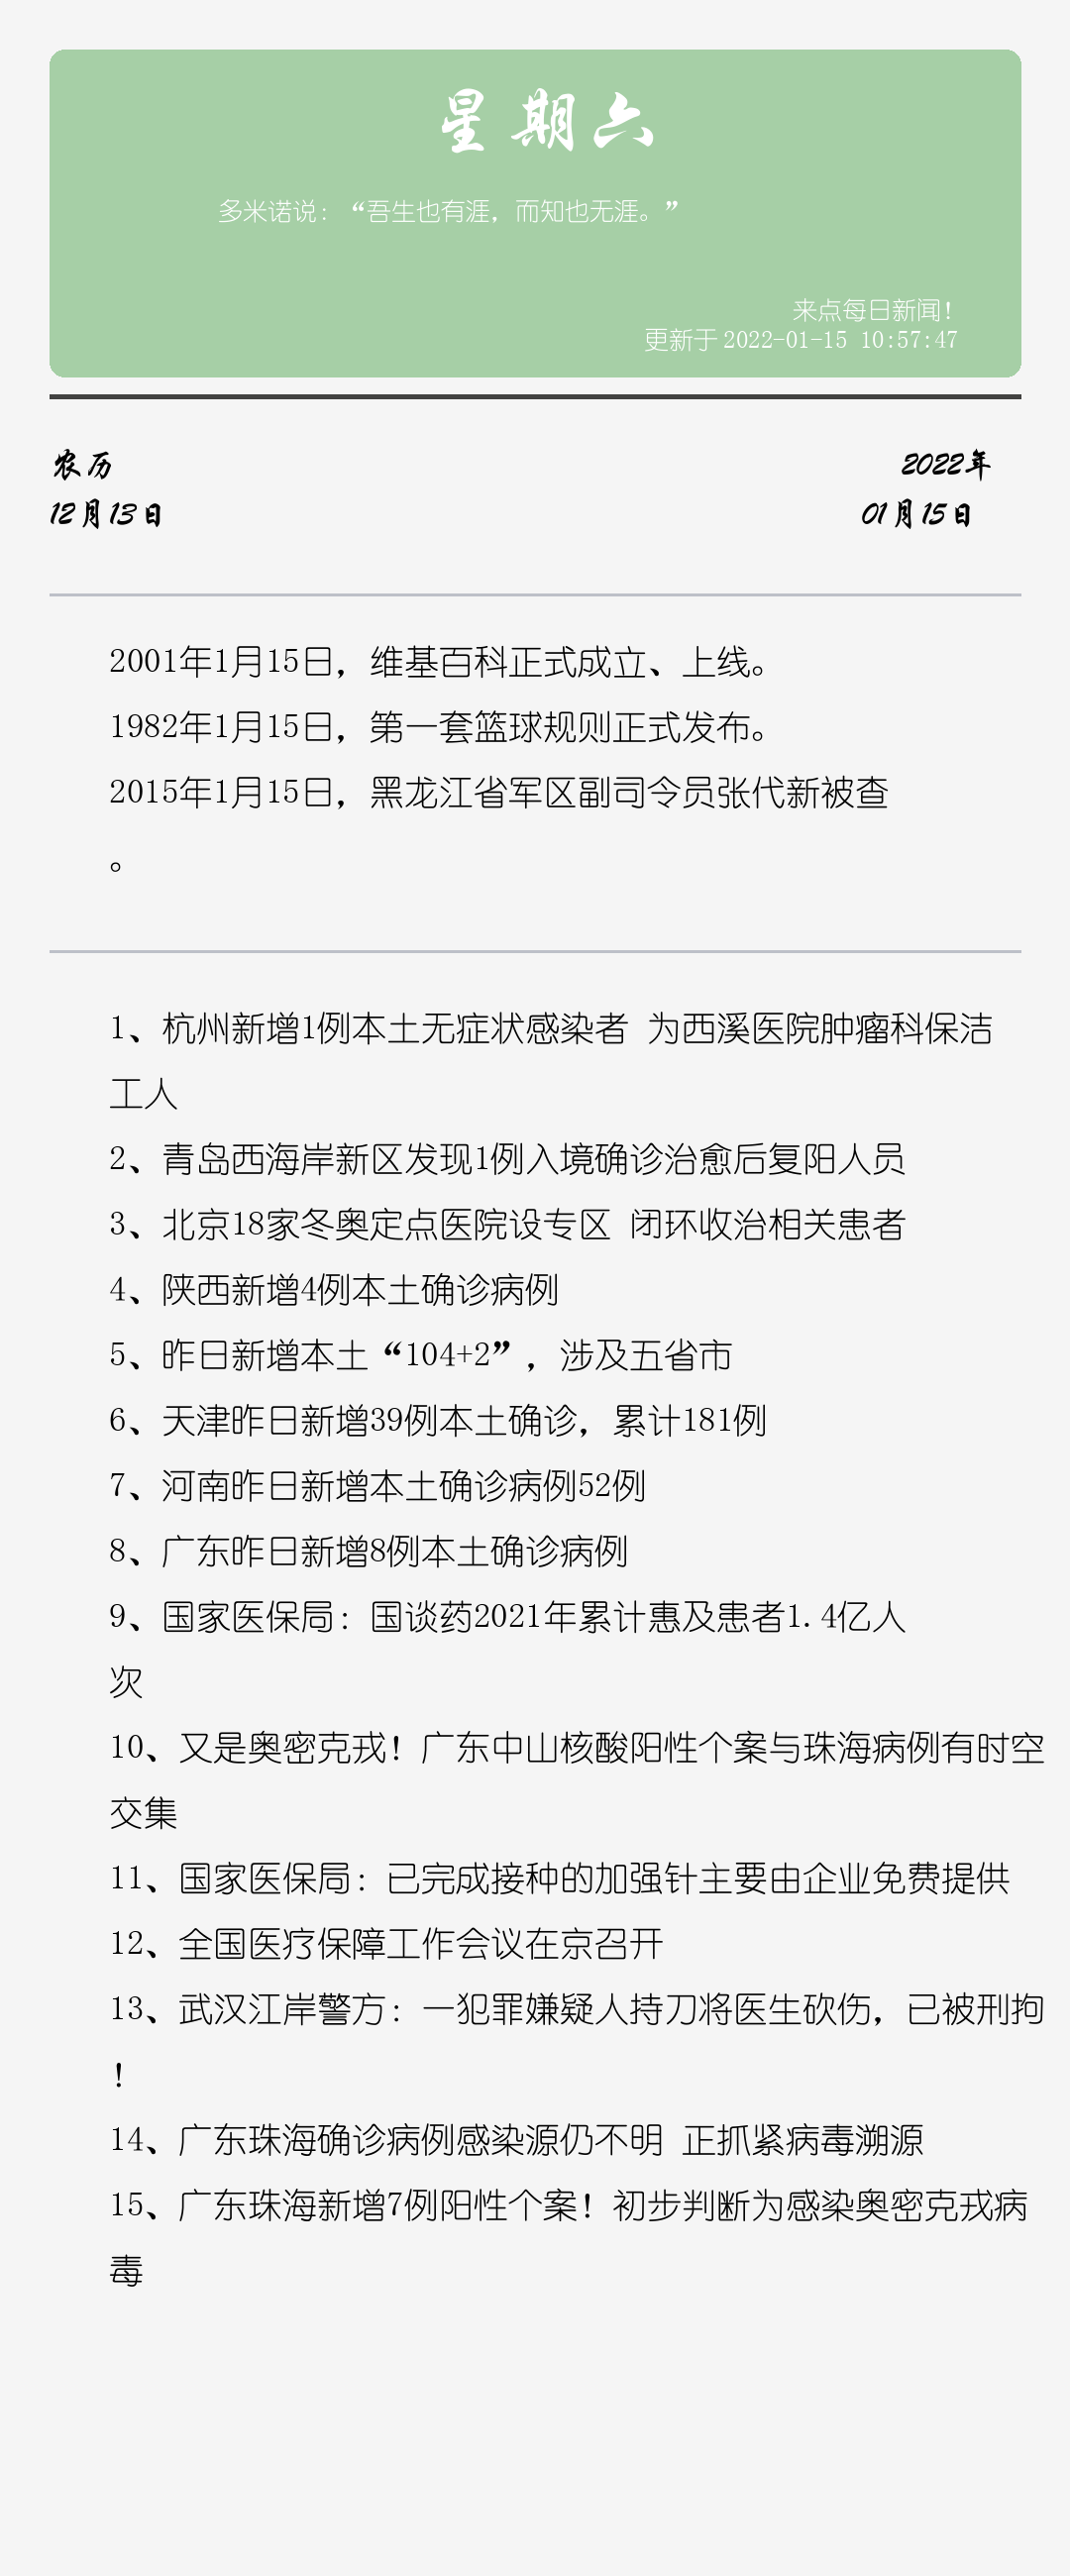 星期六
多米诺说：“吾生也有涯，而知也无涯。”
来点每日新闻！
更新于 2022-01-15 10:57:47
农历
2022年
12月13日
01月15日
2001年1月15日，维基百科正式成立、上线。
1982年1月15日，第一套篮球规则正式发布。
2015年1月15日，黑龙江省军区副司令员张代新被查
。
1、杭州新增1例本土无症状感染者 为西溪医院肿瘤科保洁
工人
2、青岛西海岸新区发现1例入境确诊治愈后复阳人员
3、北京18家冬奥定点医院设专区 闭环收治相关患者
4、陕西新增4例本土确诊病例
5、昨日新增本土“104+2”，涉及五省市
6、天津昨日新增39例本土确诊，累计181例
7、河南昨日新增本土确诊病例52例
8、广东昨日新增8例本土确诊病例
9、国家医保局：国谈药2021年累计惠及患者1.4亿人
次
10、又是奥密克戎！广东中山核酸阳性个案与珠海病例有时空
交集
11、国家医保局：已完成接种的加强针主要由企业免费提供
12、全国医疗保障工作会议在京召开
13、武汉江岸警方：一犯罪嫌疑人持刀将医生砍伤，已被刑拘
！
14、广东珠海确诊病例感染源仍不明 正抓紧病毒溯源
15、广东珠海新增7例阳性个案！初步判断为感染奥密克戎病
毒